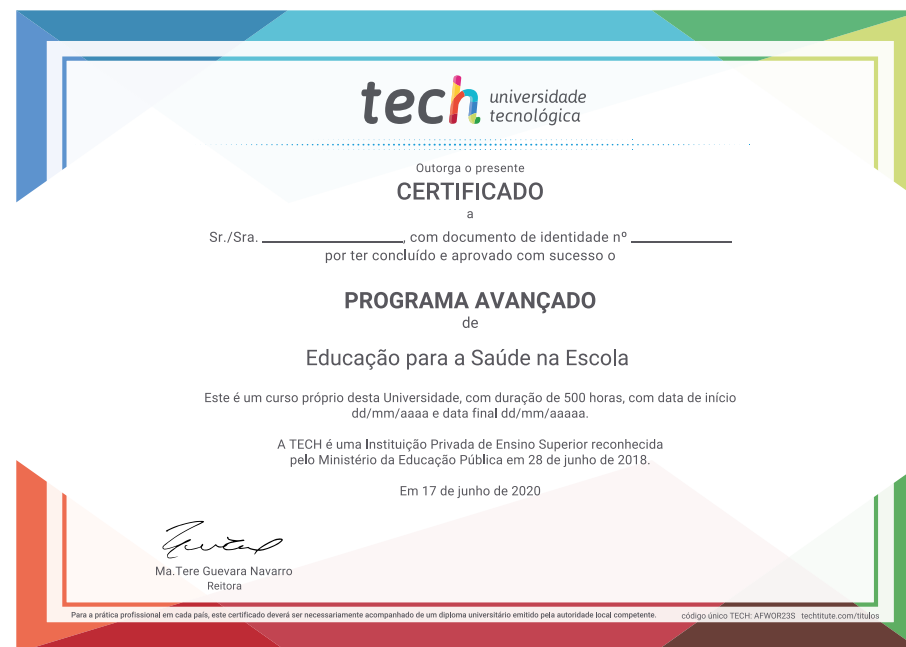 tech universidade
tecnológica
Outorga o presente
CERTIFICADO
a
Sr./Sra. ____________________, com documento de identidade nº ______________
por ter concluído e aprovado com sucesso o
PROGRAMA AVANÇADO
de
Educação para a Saúde na Escola
Este é um curso próprio desta Universidade, com duração de 500 horas, com data de início
dd/mm/aaaa e data final dd/mm/aaaaa.
A TECH é uma Instituição Privada de Ensino Superior reconhecida
pelo Ministério da Educação Pública em 28 de junho de 2018.
Em 17 de junho de 2020
Ma.Tere Guevara Navarro
Reitora
Para a prática profissional em cada país, este certificado deverá ser necessariamente acompanhado de um diploma universitário emitido pela autoridade local competente. código único TECH: AFWOR23S techtitute.com/titulos